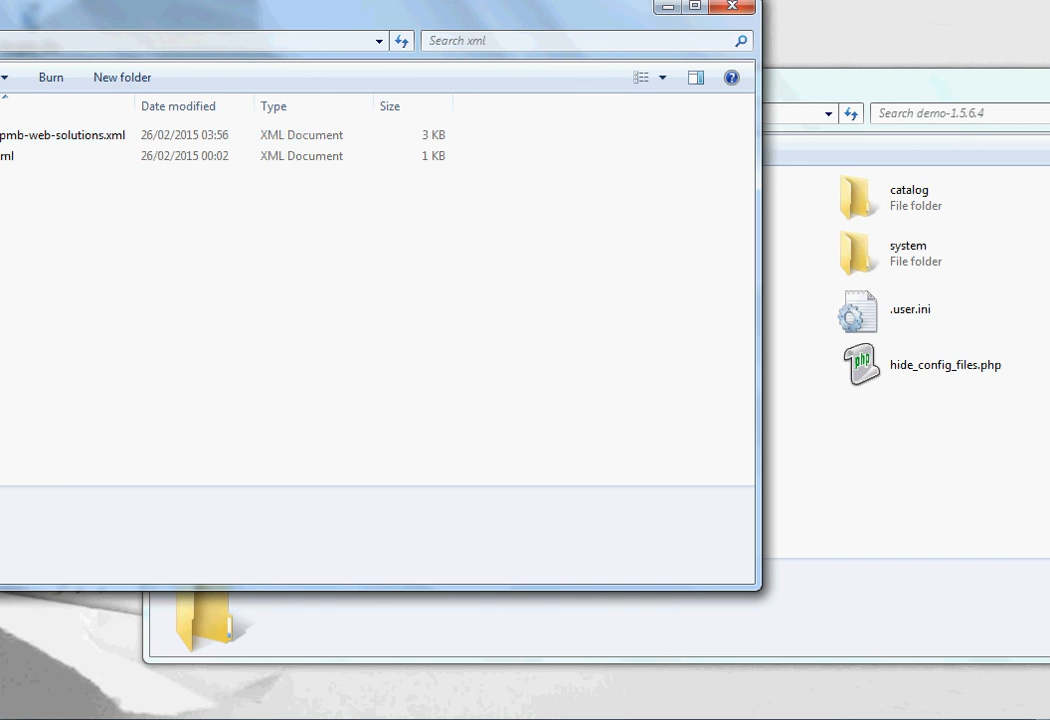 Search xml
Burn New folder
Date modified Type Size
pmb-web-solutions.xml 26/02/2015 03:56 XML Document 3 KB
ml 26/02/2015 00:02 XML Document 1 KB
Search demo-1.5.6.4
catalog
File folder
system
File folder
.user.ini
php
hide_config_files.php